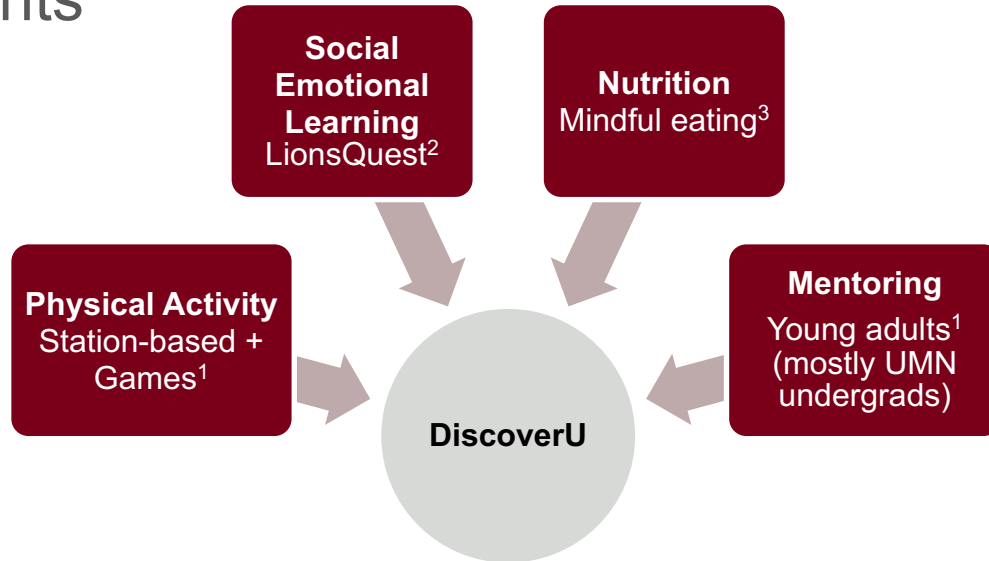 nts
Social
Emotional
Learning
LionsQuest²
Nutrition
Mindful eating³
Physical Activity
Station-based +
Games¹
Mentoring
Young adults¹
(mostly UMN
undergrads)
DiscoverU